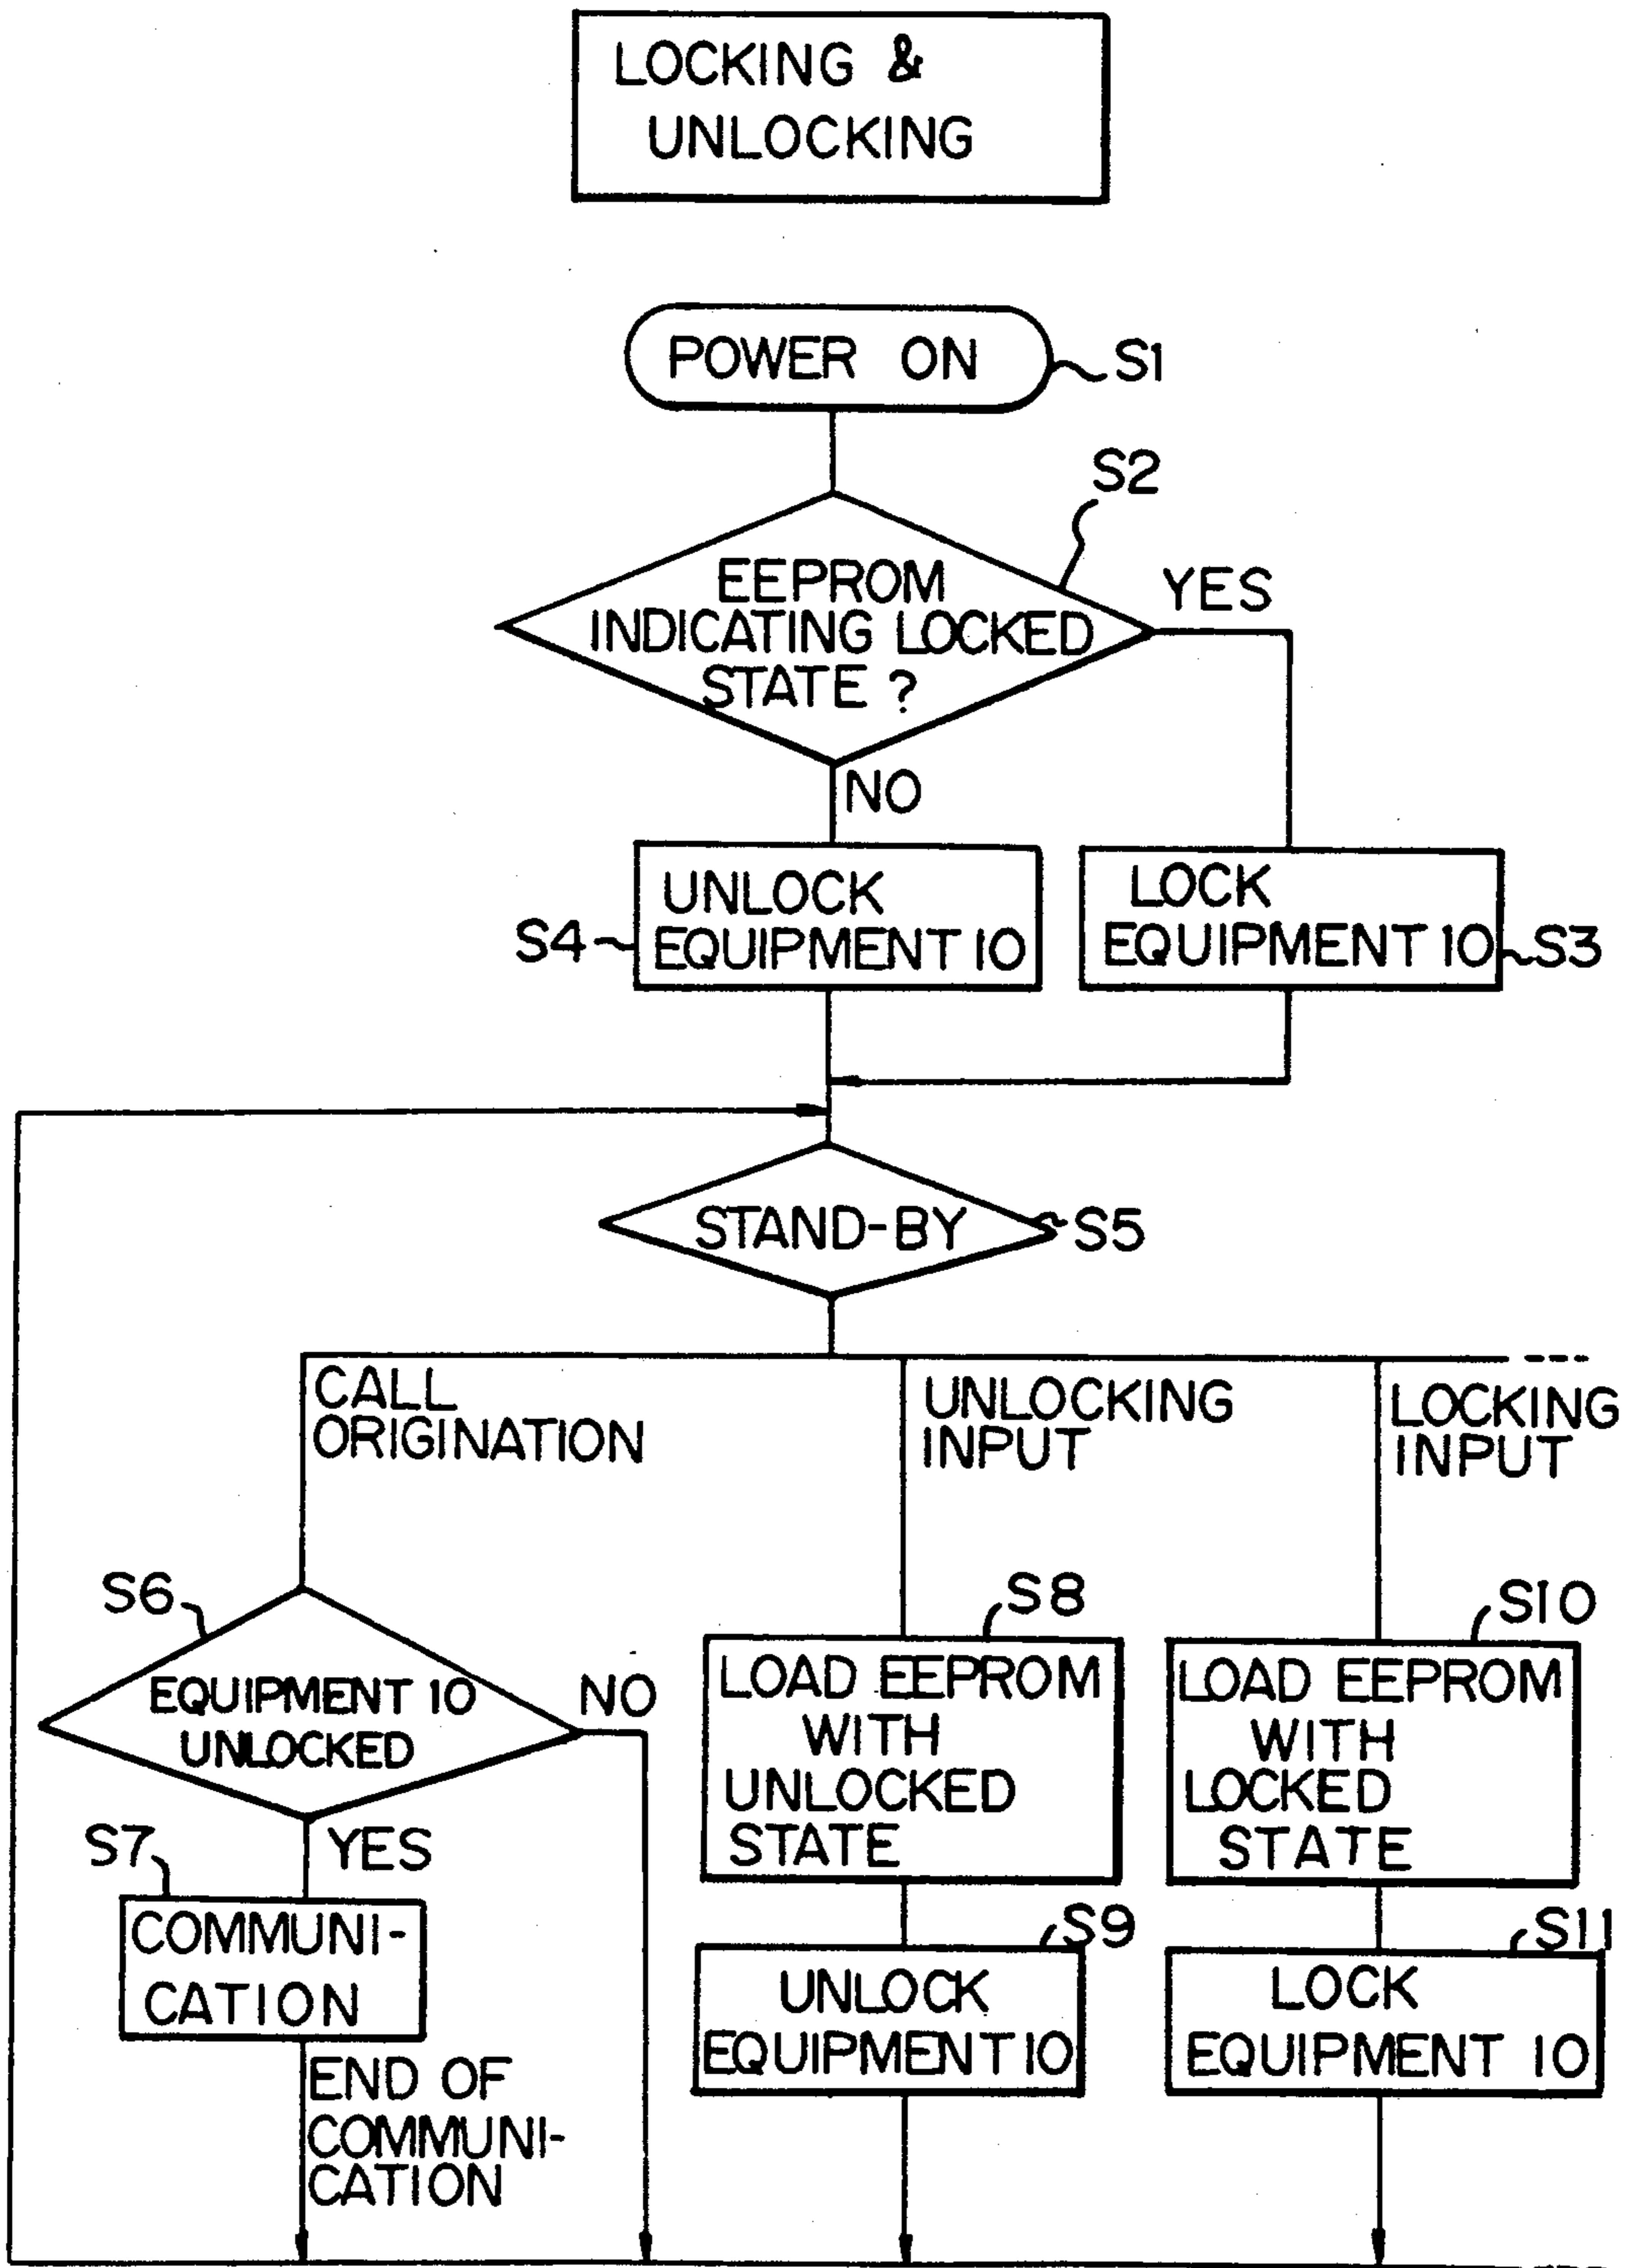 LOCKING &
UNLOCKING
POWER ON
S1
S2
EEPROM
INDICATING LOCKED
STATE ?
YES
NO
UNLOCK
EQUIPMENT 10
S4
LOCK
EQUIPMENT 10
S3
STAND-BY
S5
CALL
ORIGINATION
UNLOCKING
INPUT
LOCKING
INPUT
S6
EQUIPMENT 10
UNLOCKED
NO
YES
S7
COMMUNI-
CATION
END OF
COMMUNI-
CATION
S8
LOAD EEPROM
WITH
UNLOCKED
STATE
S9
UNLOCK
EQUIPMENT 10
S10
LOAD EEPROM
WITH
LOCKED
STATE
S11
LOCK
EQUIPMENT 10